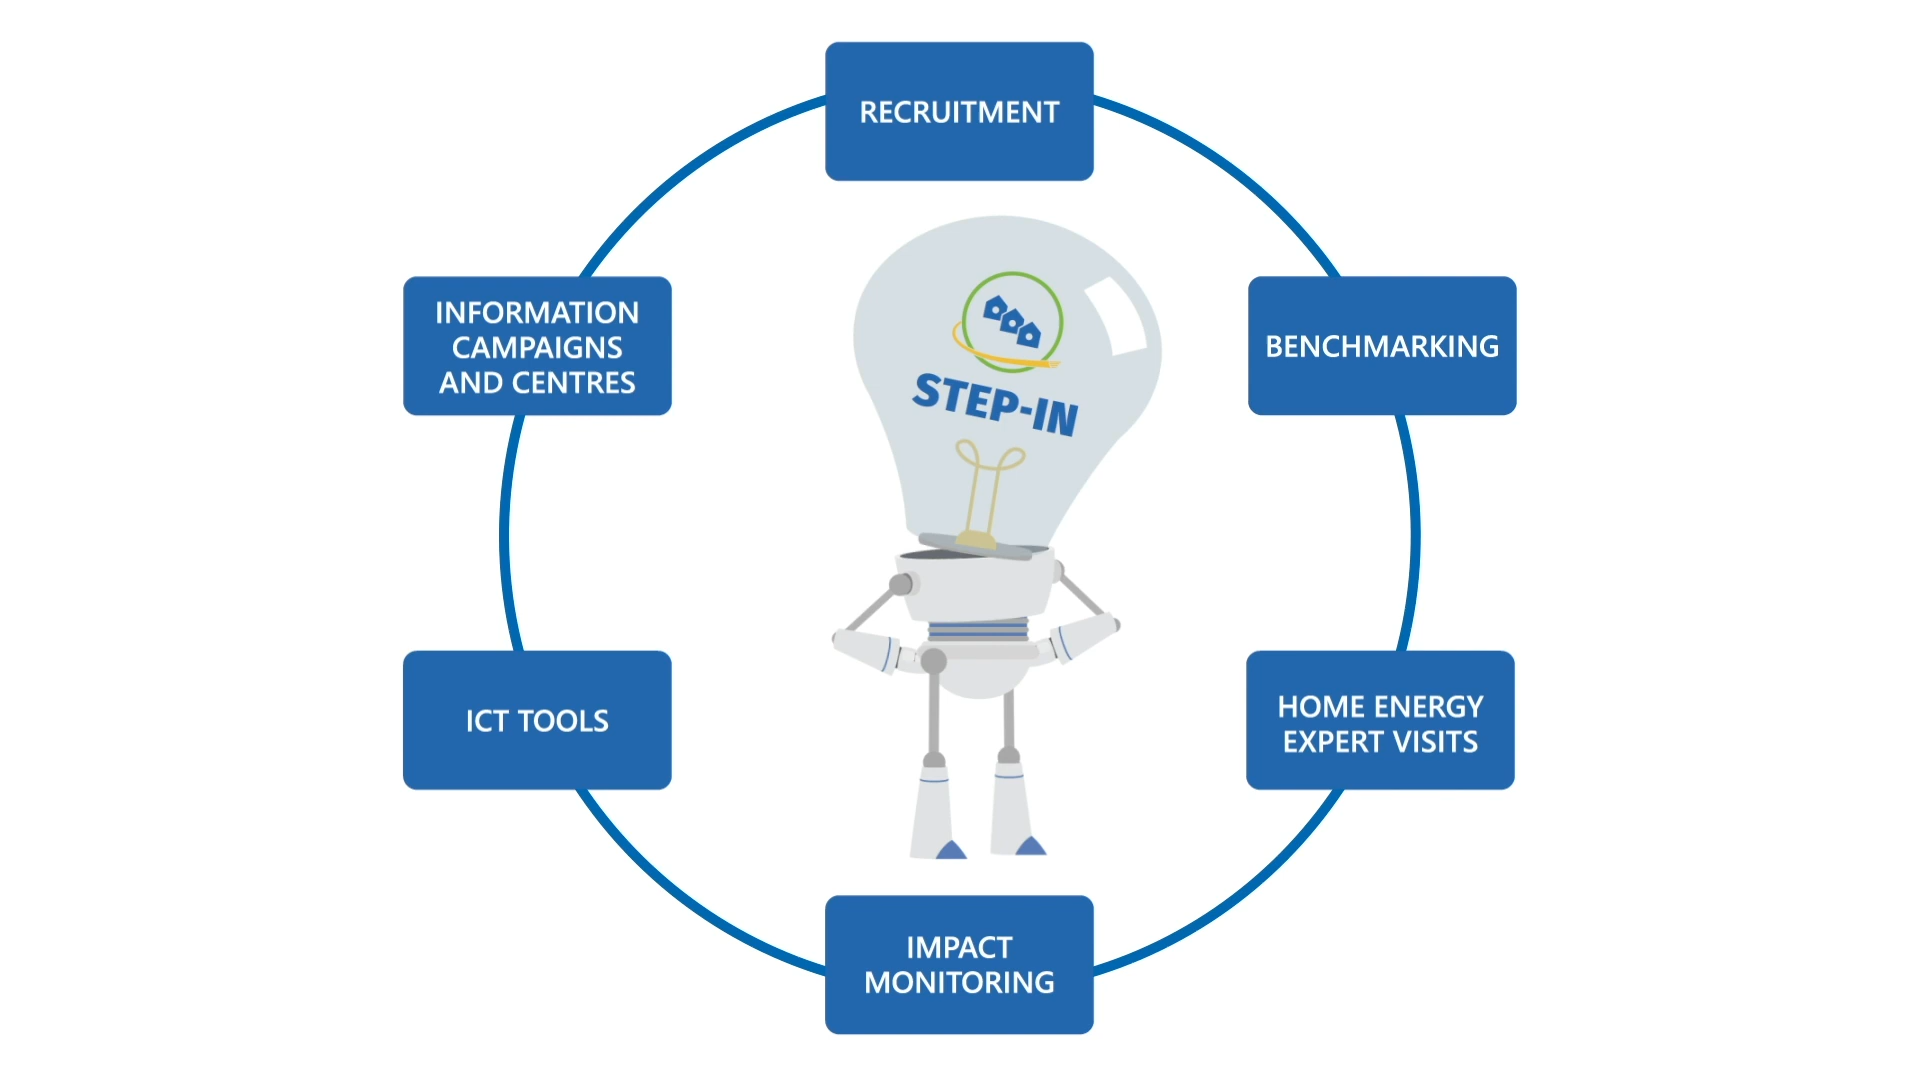 RECRUITMENT
INFORMATION
CAMPAIGNS
AND CENTRES
BENCHMARKING
STEP-IN
ICT TOOLS
HOME ENERGY
EXPERT VISITS
IMPACT
MONITORING